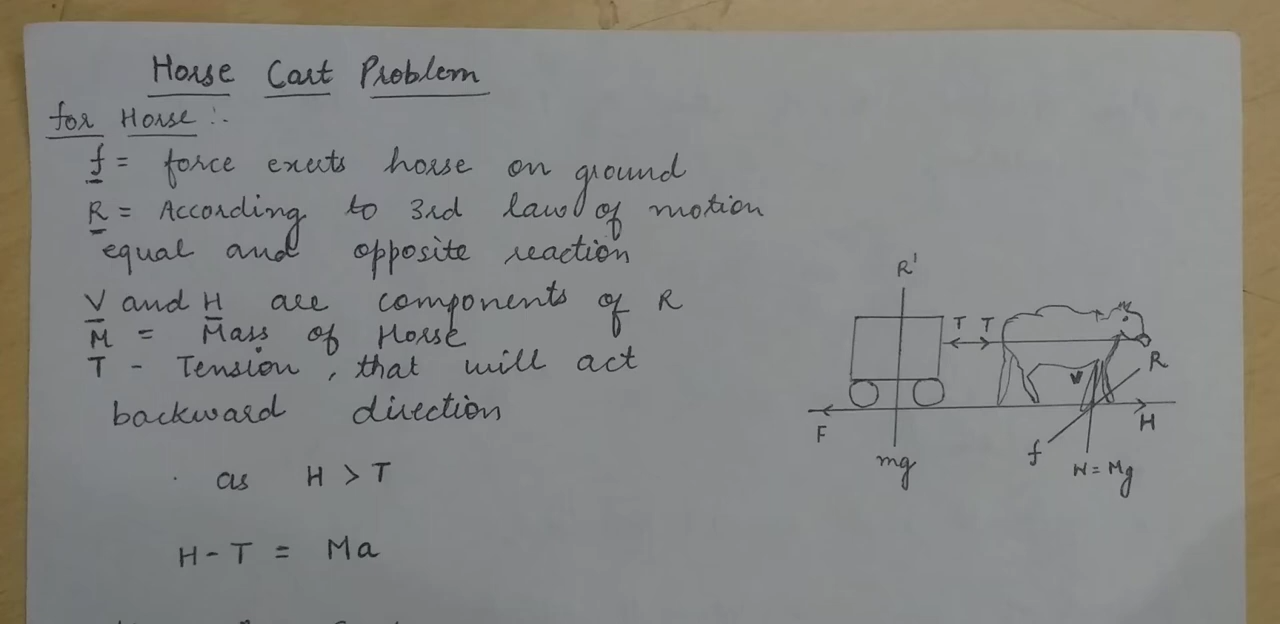 Horse Cart Problem
for Horse :-
f = force exerts horse on ground
R = According to 3rd law of motion
equal and opposite reaction
V and H are components of R
M = Mass of Horse
T - Tension, that will act
backward direction
as H > T
H - T = Ma
R'
T T
R
V
F
H
mg
f
W = Mg